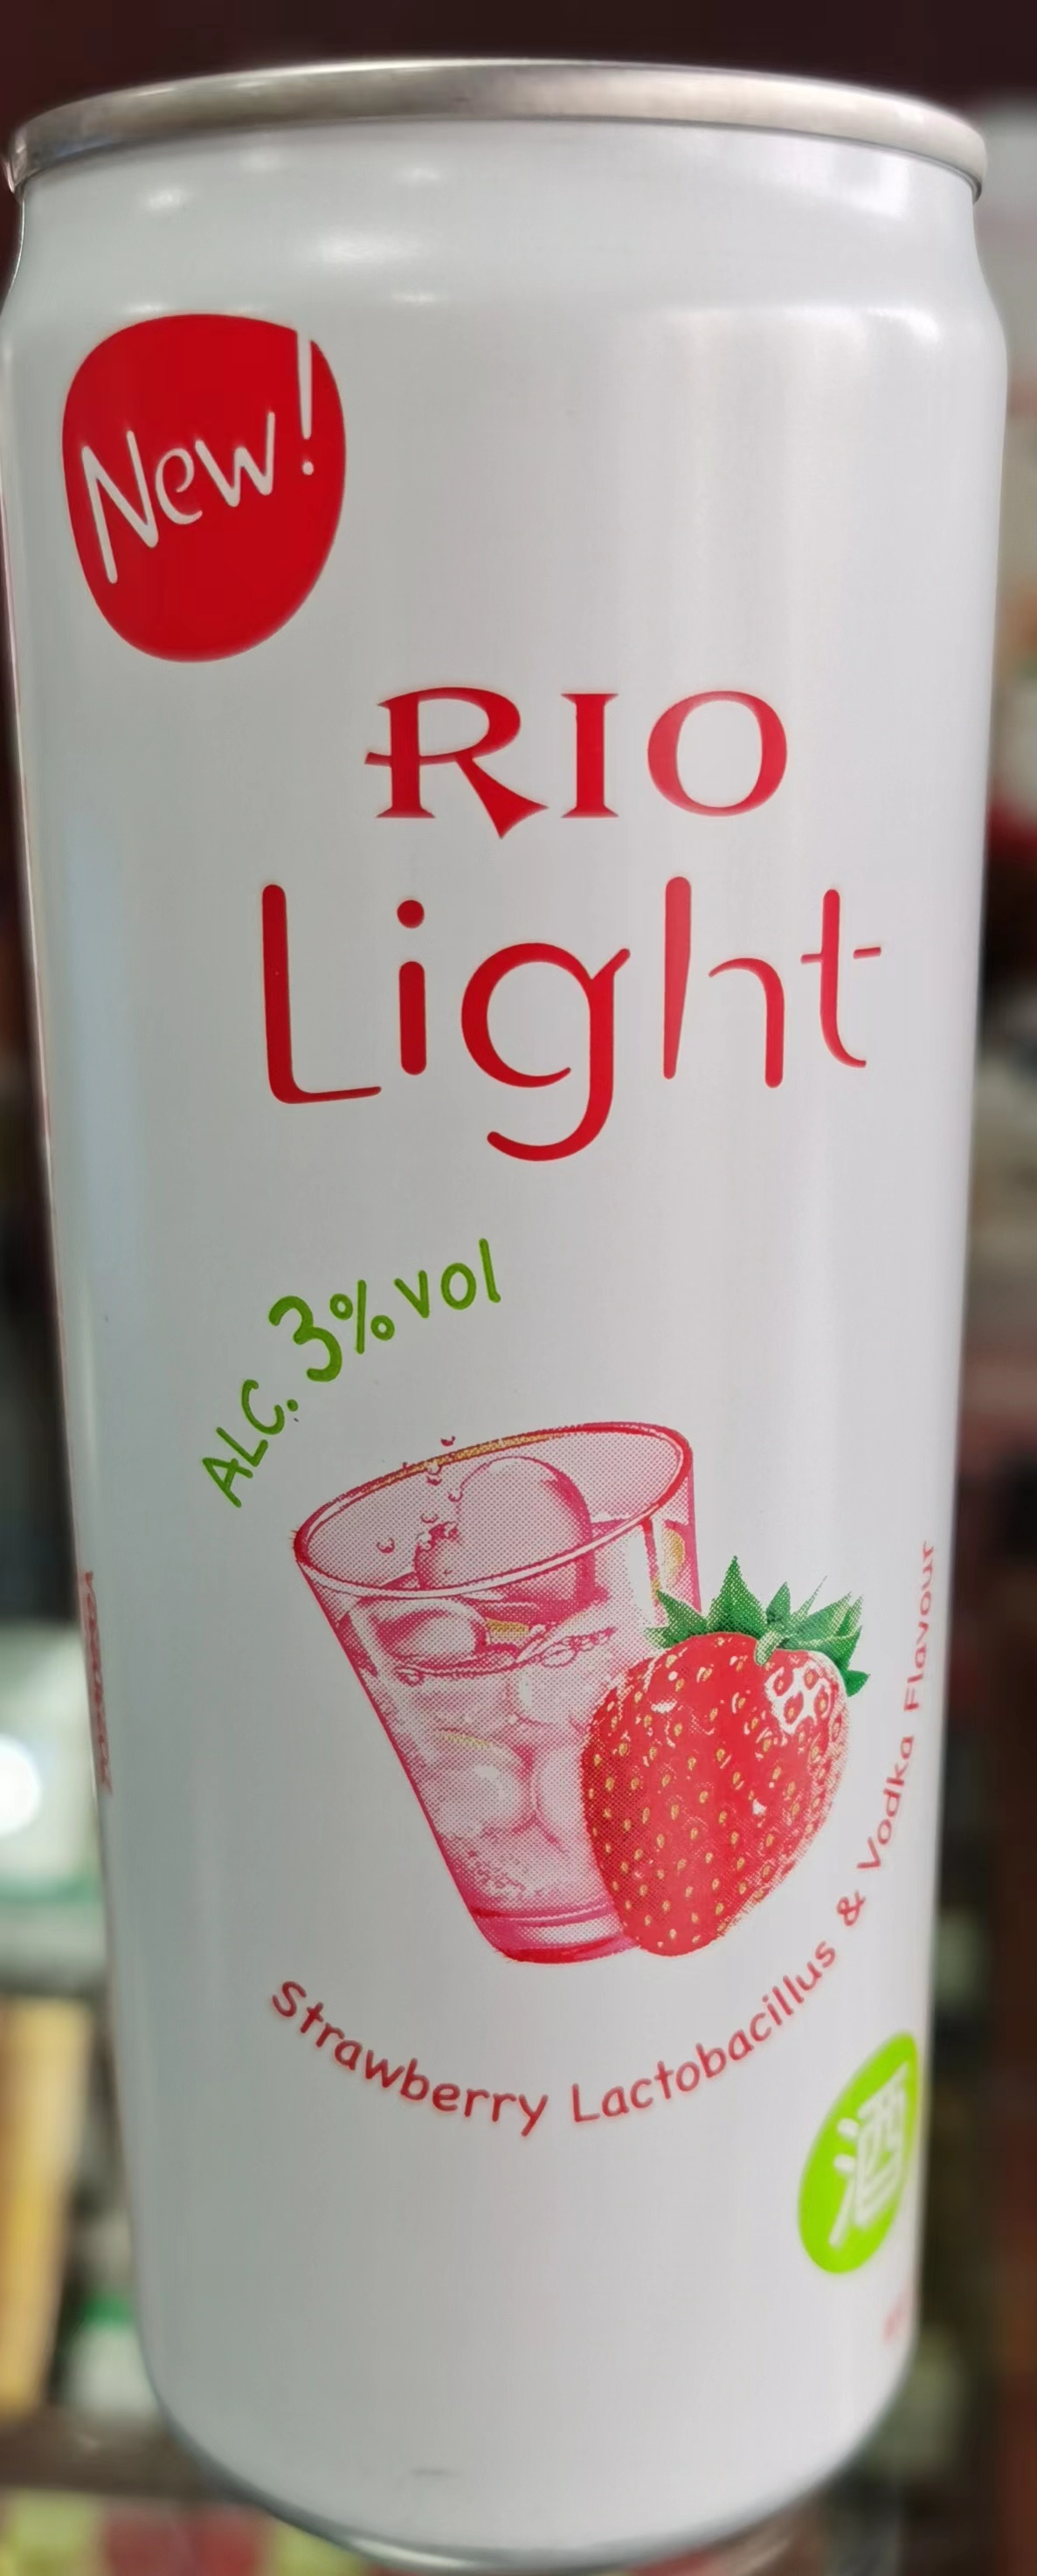 New!
RIO
Light
ALC. 3% vol
Strawberry Lactobacillus & Vodka Flavour
酒